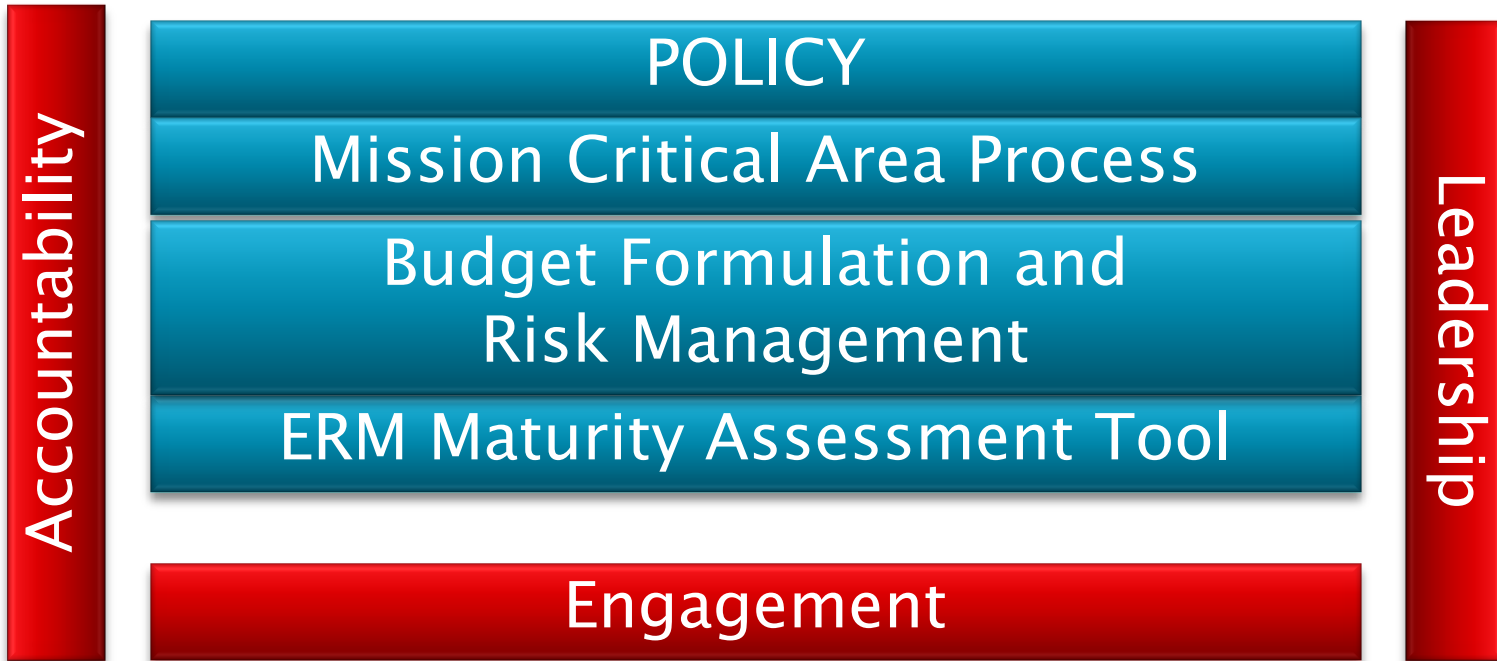 Accountability
POLICY
Mission Critical Area Process
Budget Formulation and
Risk Management
ERM Maturity Assessment Tool
Engagement
Leadership